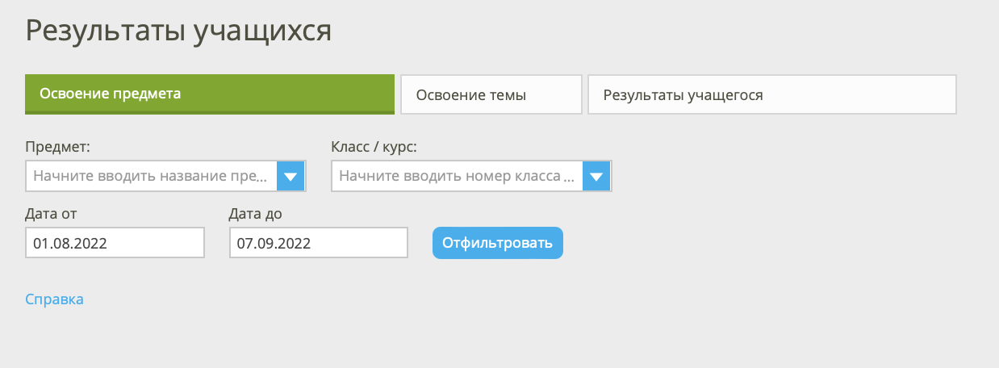 Результаты учащихся
Освоение предмета Освоение темы Результаты учащегося
Предмет: Класс / курс:
Начните вводить название пре... Начните вводить номер класса ...
Дата от Дата до
01.08.2022 07.09.2022 Отфильтровать
Справка